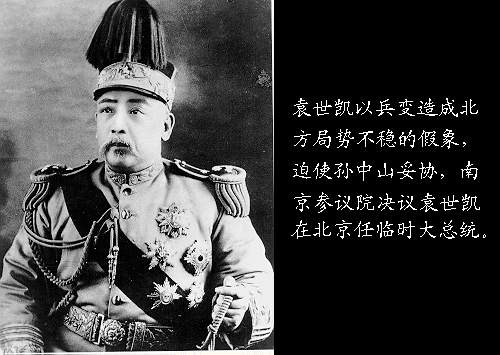 袁世凯以兵变造成北
方局势不稳的假象，
迫使孙中山妥协，南
京参议院决议袁世凯
在北京任临时大总统。